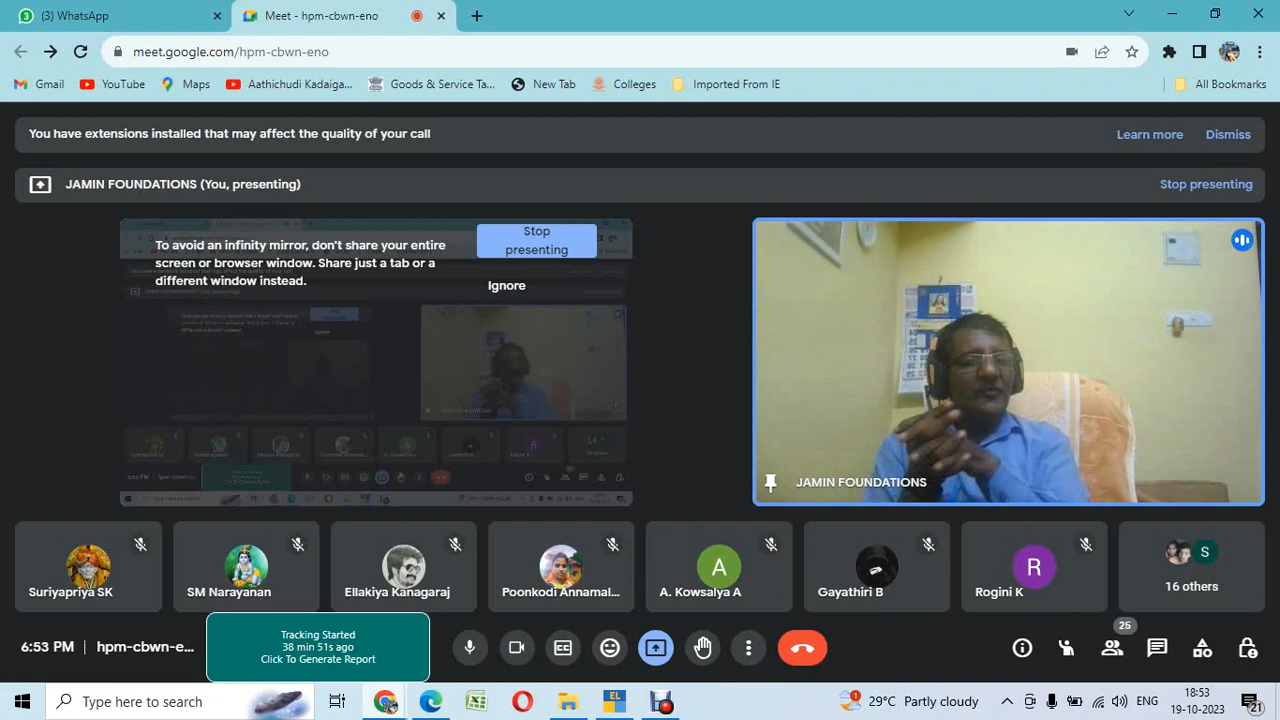 (3) WhatsApp
Meet - hpm-cbwn-eno
meet.google.com/hpm-cbwn-eno
Gmail
YouTube
Maps
Aathichudi Kadaiga...
Goods & Service Ta...
New Tab
Colleges
Imported From IE
All Bookmarks
You have extensions installed that may affect the quality of your call
Learn more
Dismiss
JAMIN FOUNDATIONS (You, presenting)
Stop presenting
To avoid an infinity mirror, don't share your entire
screen or browser window. Share just a tab or a
different window instead.
Stop
presenting
Ignore
JAMIN FOUNDATIONS
Suriyapriya SK
SM Narayanan
Ellakiya Kanagaraj
Poonkodi Annamal...
A
A. Kowsalya A
Gayathiri B
R
Rogini K
S
16 others
6:53 PM
hpm-cbwn-e...
Tracking Started
38 min 51s ago
Click To Generate Report
25
Type here to search
EL
1
29°C Partly cloudy
ENG
18:53
19-10-2023
21